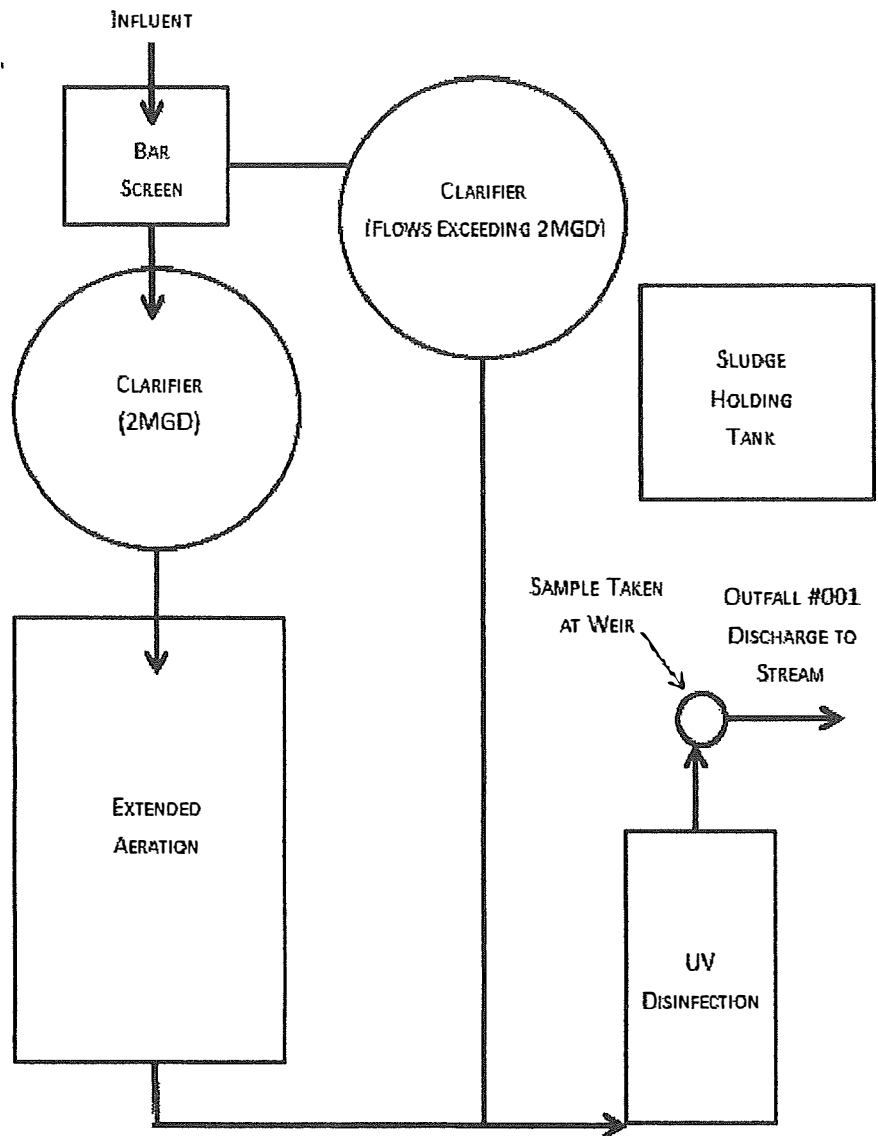 INFLUENT
BAR
SCREEN
CLARIFIER
(FLOWS EXCEEDING 2MGD)
CLARIFIER
(2MGD)
SLUDGE
HOLDING
TANK
SAMPLE TAKEN
AT WEIR
OUTFALL #001
DISCHARGE TO
STREAM
EXTENDED
AERATION
UV
DISINFECTION